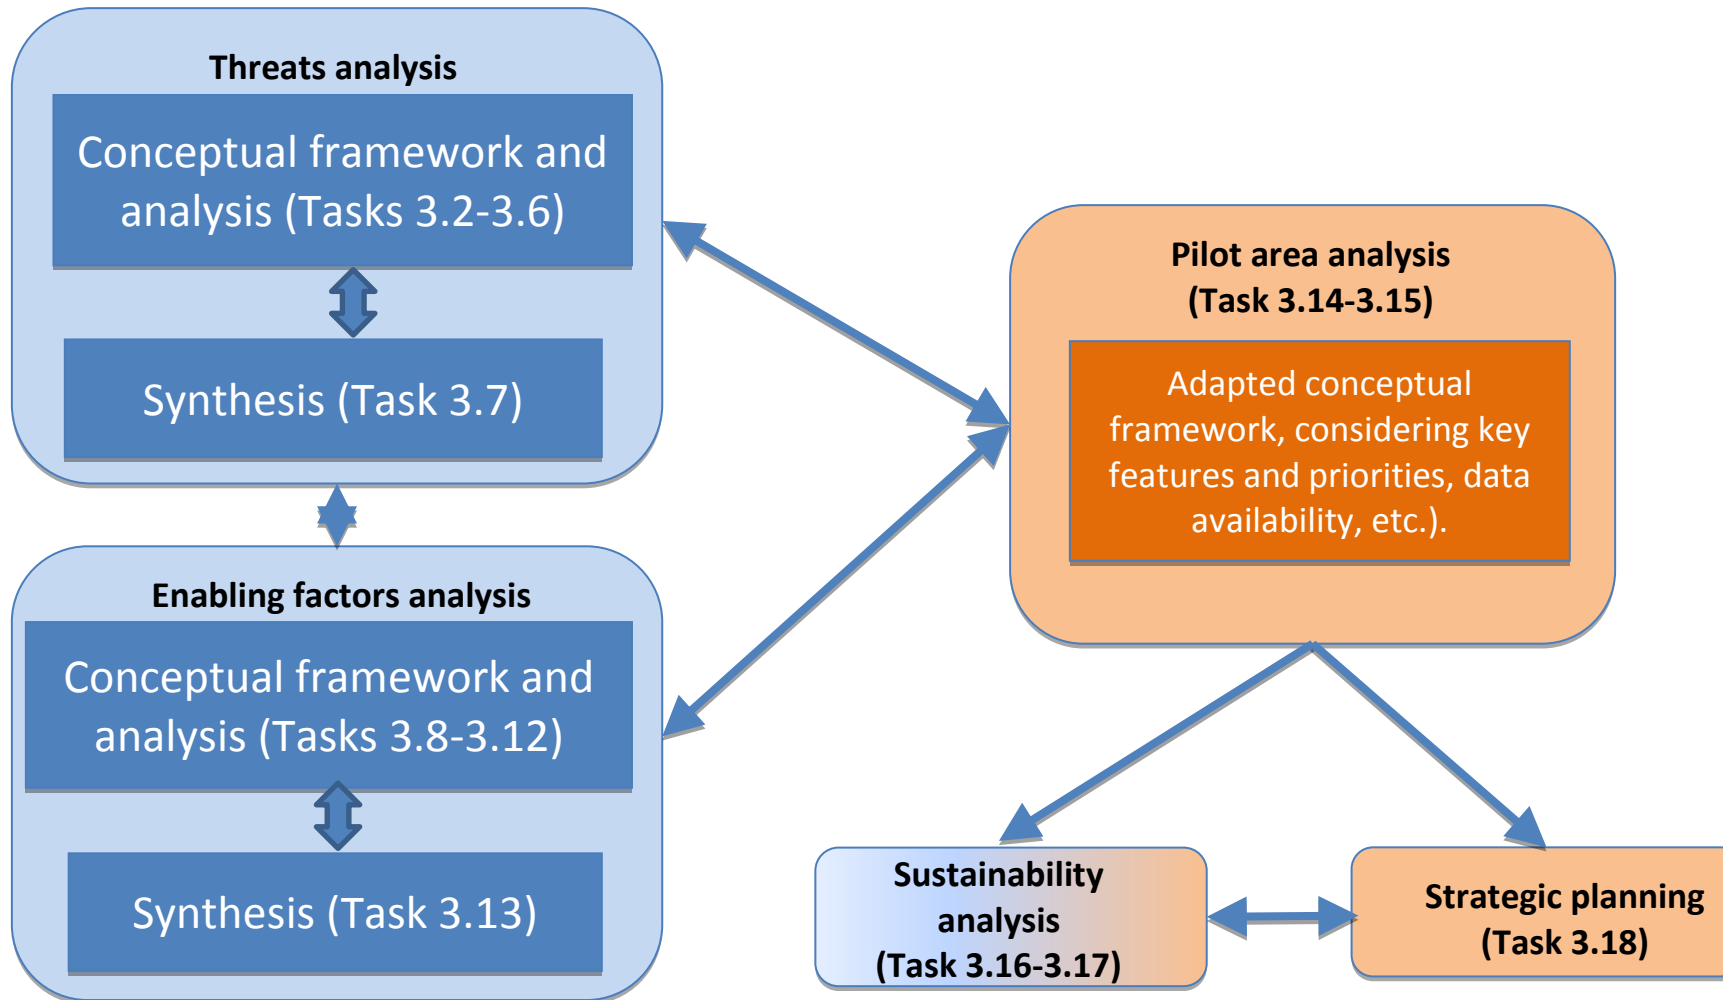 Threats analysis
Conceptual framework and
analysis (Tasks 3.2-3.6)
Synthesis (Task 3.7)
Enabling factors analysis
Conceptual framework and
analysis (Tasks 3.8-3.12)
Synthesis (Task 3.13)
Pilot area analysis
(Task 3.14-3.15)
Adapted conceptual
framework, considering key
features and priorities, data
availability, etc.).
Sustainability
analysis
(Task 3.16-3.17)
Strategic planning
(Task 3.18)